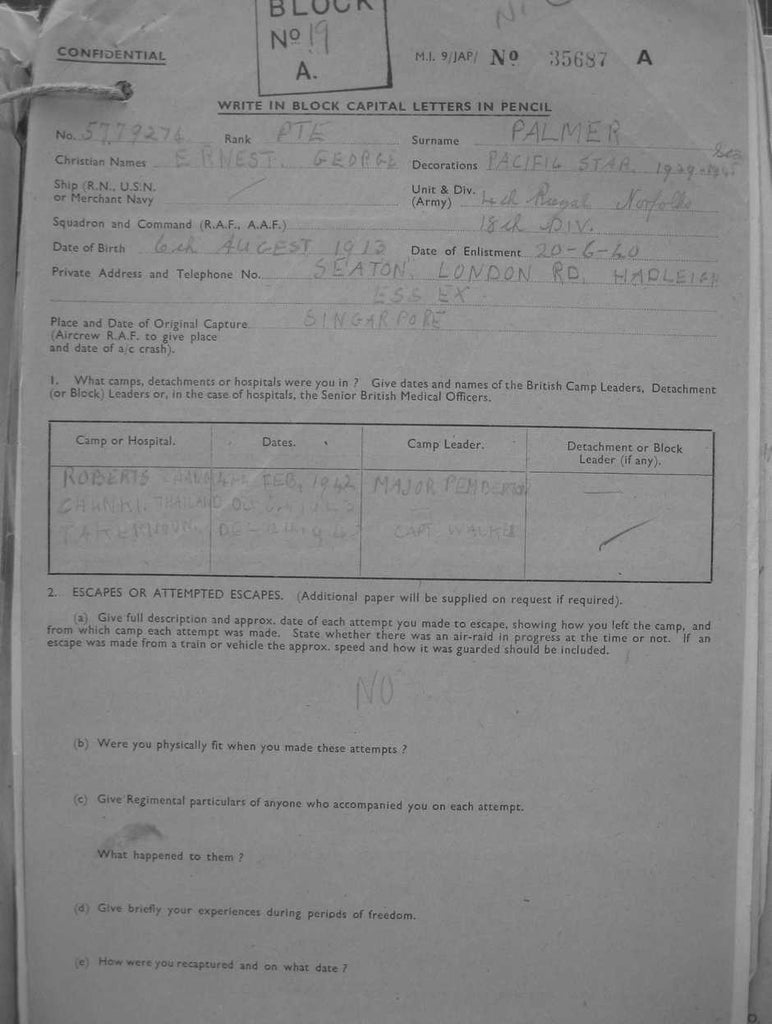 BLOCK
Nº 19
A.
CONFIDENTIAL
M.I. 9/JAP/ Nº 35687 A
WRITE IN BLOCK CAPITAL LETTERS IN PENCIL
No. 5779274 Rank PTE Surname PALMER
Christian Names ERNEST. GEORGE Decorations PACIFIC STAR. 1939-1945
Ship (R.N., U.S.N. or Merchant Navy
Unit & Div. (Army) 4th Royal Norfolks
18th DIV.
Squadron and Command (R.A.F., A.A.F.)
Date of Birth 6th AUGEST 1913 Date of Enlistment 20-6-40
Private Address and Telephone No. SEATON. LONDON RD. HADLEIGH
ESSEX.
Place and Date of Original Capture SINGARPORE
(Aircrew R.A.F. to give place
and date of a/c crash).
1. What camps, detachments or hospitals were you in ? Give dates and names of the British Camp Leaders, Detachment
(or Block) Leaders or, in the case of hospitals, the Senior British Medical Officers.
Camp or Hospital. Dates. Camp Leader. Detachment or Block
Leader (if any).
ROBERTS FEB, 1942 MAJOR PEMBERTON
CHUNKI. THAILAND
CAPT. WALKER
2. ESCAPES OR ATTEMPTED ESCAPES. (Additional paper will be supplied on request if required).
(a) Give full description and approx. date of each attempt you made to escape, showing how you left the camp, and
from which camp each attempt was made. State whether there was an air-raid in progress at the time or not. If an
escape was made from a train or vehicle the approx. speed and how it was guarded should be included.
NO
(b) Were you physically fit when you made these attempts ?
(c) Give Regimental particulars of anyone who accompanied you on each attempt.
What happened to them ?
(d) Give briefly your experiences during periods of freedom.
(e) How were you recaptured and on what date ?